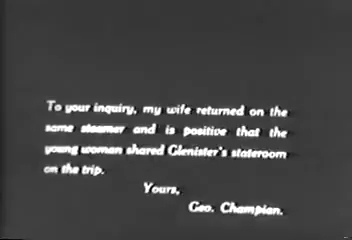 To your inquiry, my wife returned on the
same steamer and is positive that the
young woman shared Glenister's stateroom
on the trip.
Yours,
Geo. Champian.